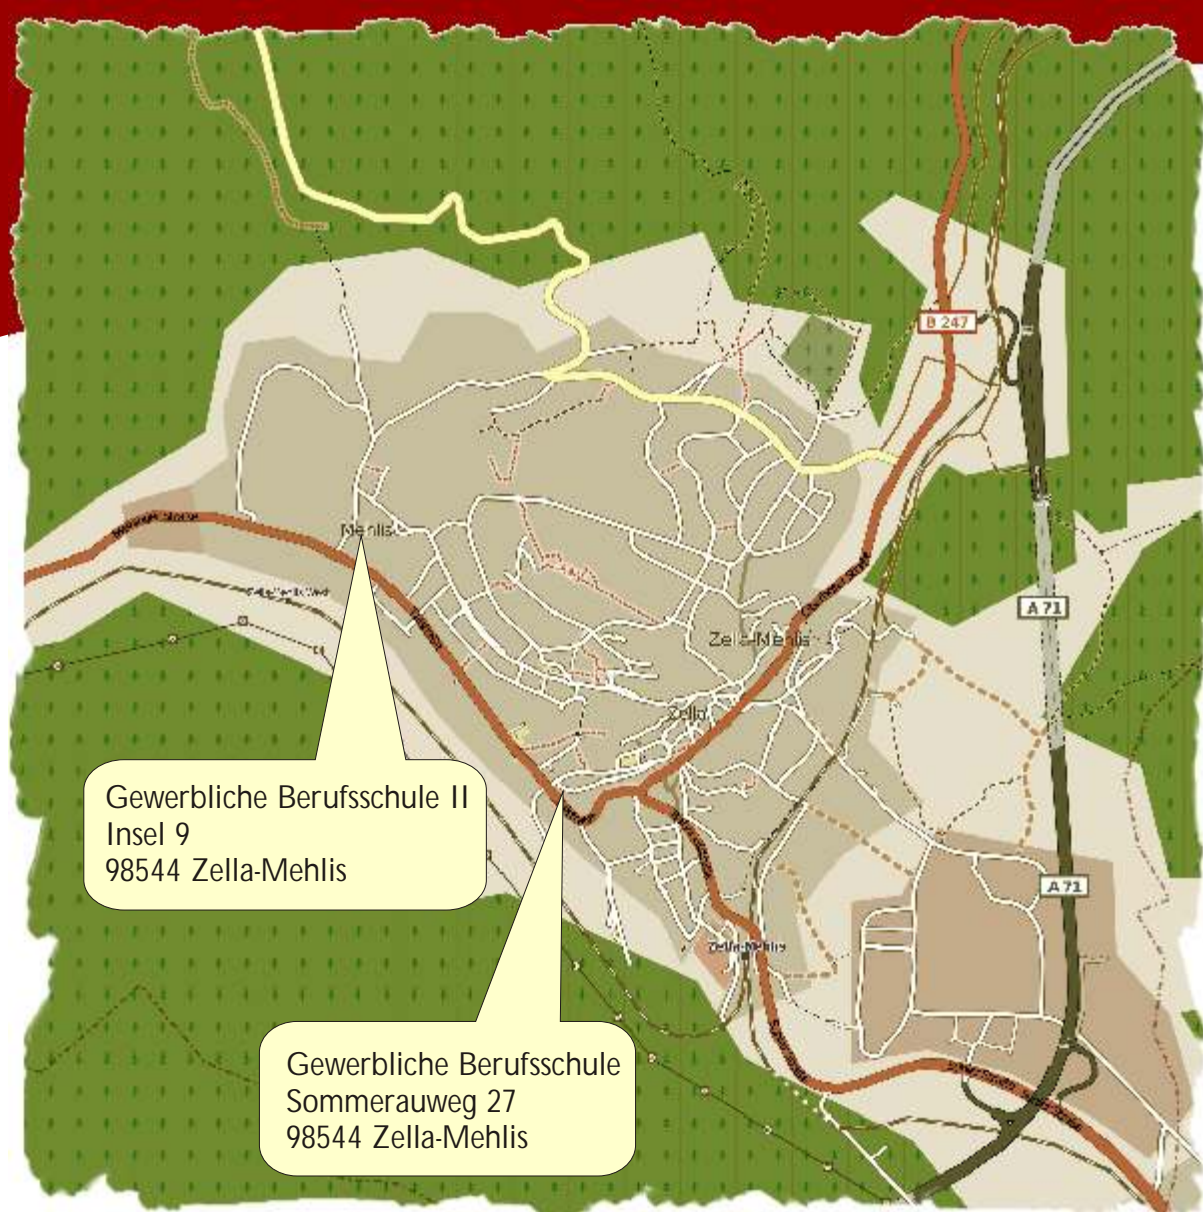 B 247
Mehlis
A 71
Zella-Mehlis
Zella
Gewerbliche Berufsschule II
Insel 9
98544 Zella-Mehlis
A 71
Zella-Mehlis
Gewerbliche Berufsschule
Sommerauweg 27
98544 Zella-Mehlis